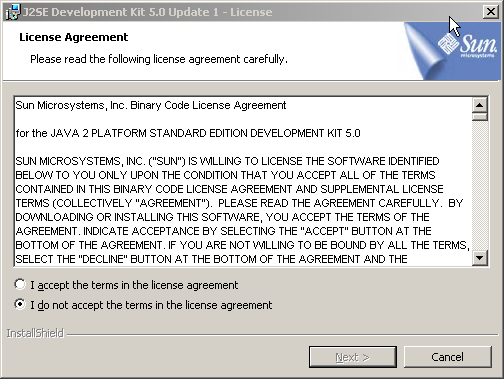 J2SE Development Kit 5.0 Update 1 - License
License Agreement
Please read the following license agreement carefully.
Sun
microsystems
Sun Microsystems, Inc. Binary Code License Agreement
for the JAVA 2 PLATFORM STANDARD EDITION DEVELOPMENT KIT 5.0
SUN MICROSYSTEMS, INC. ("SUN") IS WILLING TO LICENSE THE SOFTWARE IDENTIFIED
BELOW TO YOU ONLY UPON THE CONDITION THAT YOU ACCEPT ALL OF THE TERMS
CONTAINED IN THIS BINARY CODE LICENSE AGREEMENT AND SUPPLEMENTAL LICENSE
TERMS (COLLECTIVELY "AGREEMENT").  PLEASE READ THE AGREEMENT CAREFULLY.  BY
DOWNLOADING OR INSTALLING THIS SOFTWARE, YOU ACCEPT THE TERMS OF THE
AGREEMENT. INDICATE ACCEPTANCE BY SELECTING THE "ACCEPT" BUTTON AT THE
BOTTOM OF THE AGREEMENT. IF YOU ARE NOT WILLING TO BE BOUND BY ALL THE TERMS,
SELECT THE "DECLINE" BUTTON AT THE BOTTOM OF THE AGREEMENT AND THE
I accept the terms in the license agreement
I do not accept the terms in the license agreement
InstallShield
Next >
Cancel